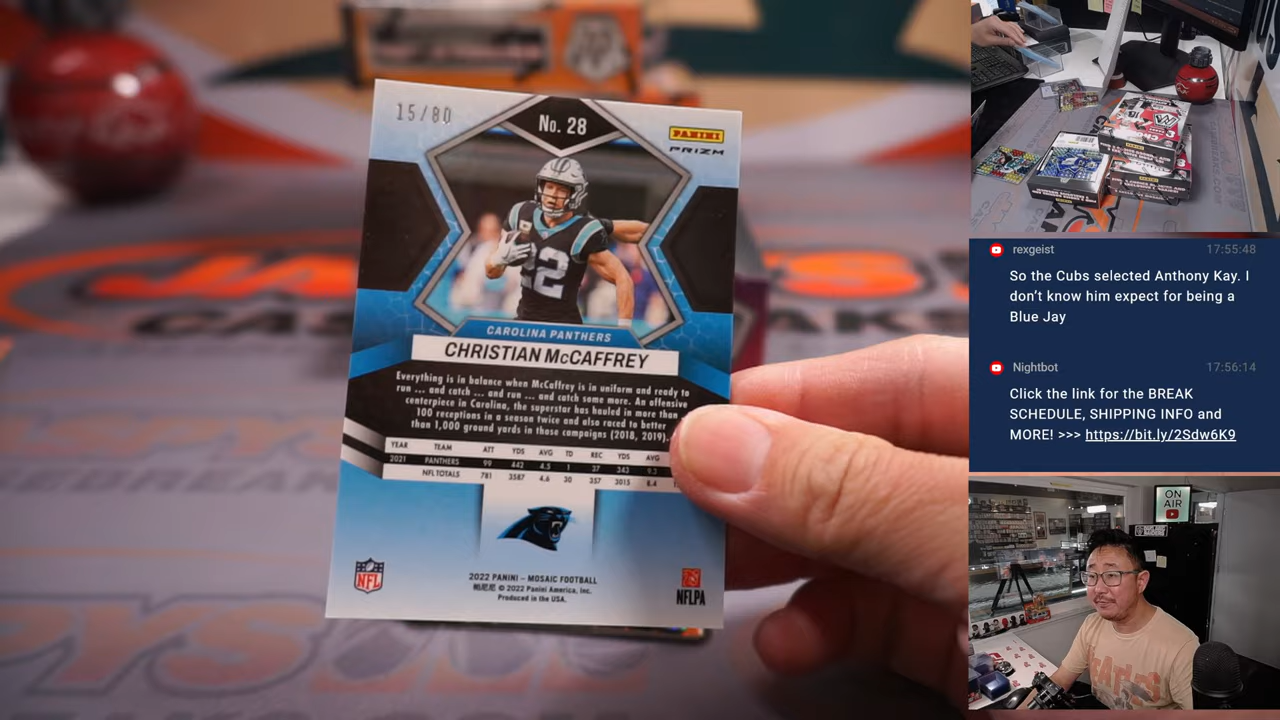 15/80
No. 28
PANINI
PRIZM
CAROLINA PANTHERS
CHRISTIAN McCAFFREY
Everything is in balance when McCaffrey is in uniform and ready to
run ... and catch ... and run ... and catch some more. An offensive
centerpiece in Carolina, the superstar has hauled in more than
100 receptions in a season twice and also raced to better
than 1,000 ground yards in those campaigns (2018, 2019).
YEAR TEAM ATT YDS AVG TD REC YDS AVG
2021 PANTHERS 99 442 4.5 1 37 343 9.3
NFL TOTALS 781 3587 4.6 30 357 3015 8.4
NFL
2022 PANINI – MOSAIC FOOTBALL
帕尼尼 © 2022 Panini America, Inc.
Produced in the USA.
NFLPA
rexgeist 17:55:48
So the Cubs selected Anthony Kay. I
don't know him expect for being a
Blue Jay
Nightbot 17:56:14
Click the link for the BREAK
SCHEDULE, SHIPPING INFO and
MORE! >>> https://bit.ly/2Sdw6K9
ON
AIR